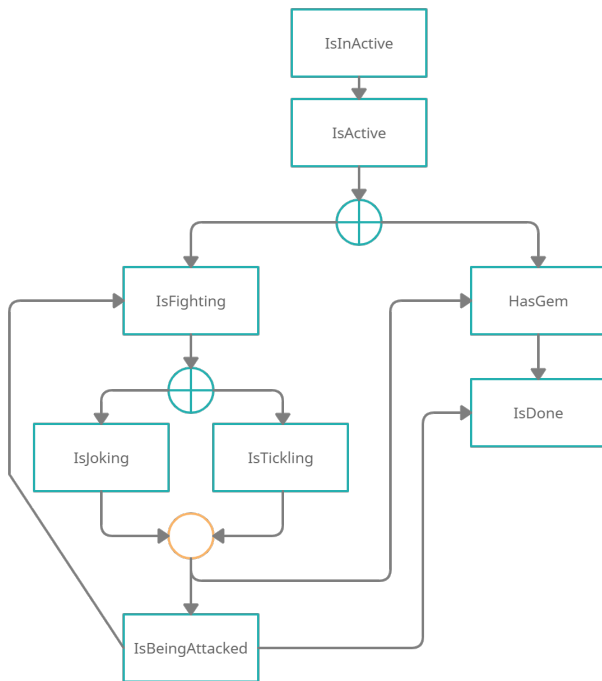 IsInActive
IsActive
IsFighting
HasGem
IsDone
IsJoking
IsTickling
IsBeingAttacked